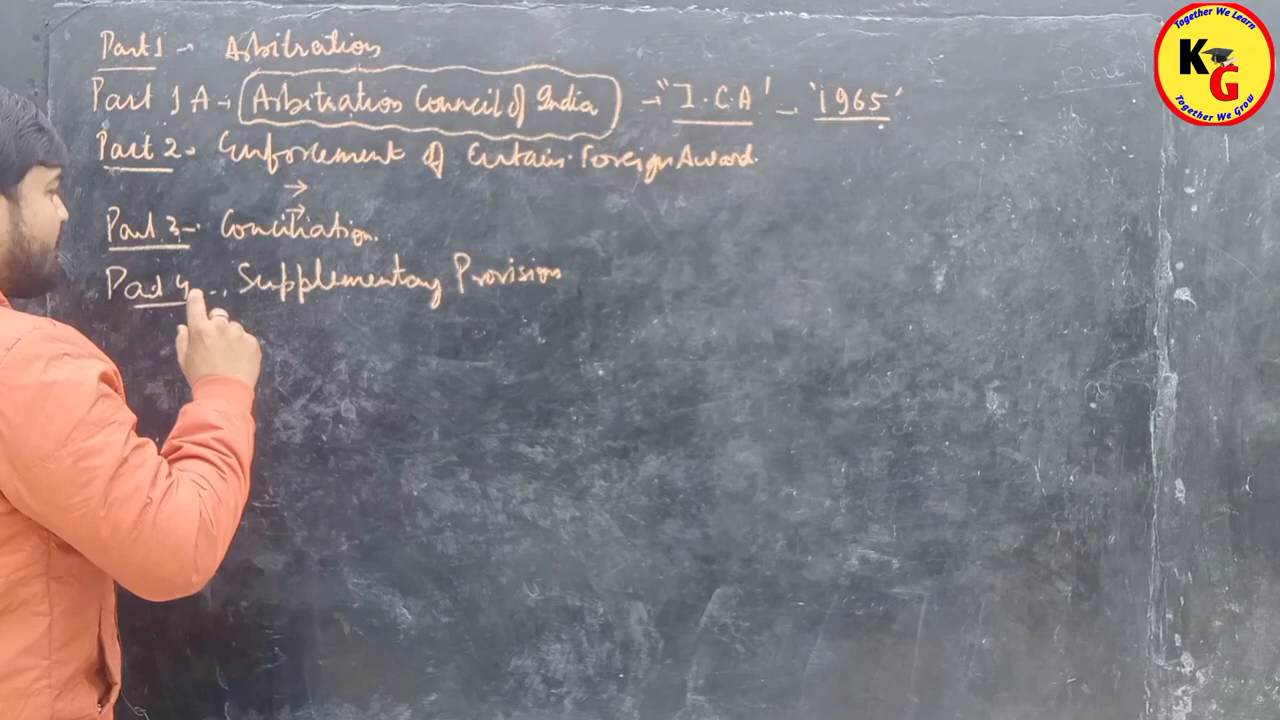 Part 1 → Arbitration
Part 1 A → Arbitration Council of India → "I.C.A' - '1965'
Part 2. Enforcement of Certain Foreign Award.
→
→
Part 3 - Conciliation.
Part 4 - Supplementary Provision
Together We Learn
KG
Together We Grow